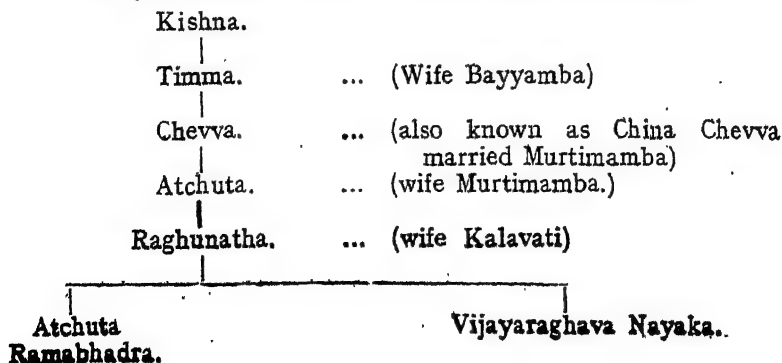 Kishna.
Timma. ... (Wife Bayyamba)
Chevva. ... (also known as China Chevva
married Murtimamba)
Atchuta. ... (wife Murtimamba.)
Raghunatha. ... (wife Kalavati)
Atchuta Vijayaraghava Nayaka.
Ramabhadra.